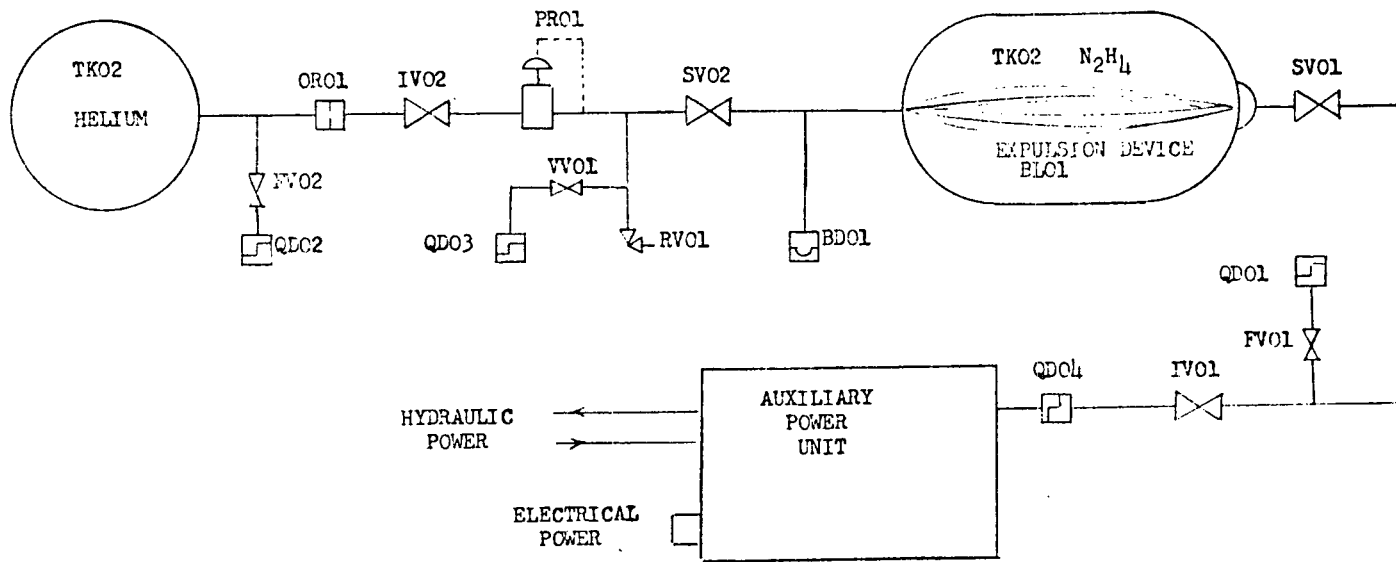 PR01
TK02
HELIUM
OR01
IV02
SV02
TK02 N2H4
SV01
EXPULSION DEVICE
BL01
FV02
VV01
QD02
QD03
RV01
BD01
QD01
FV01
QD04
IV01
AUXILIARY
POWER
UNIT
HYDRAULIC
POWER
ELECTRICAL
POWER